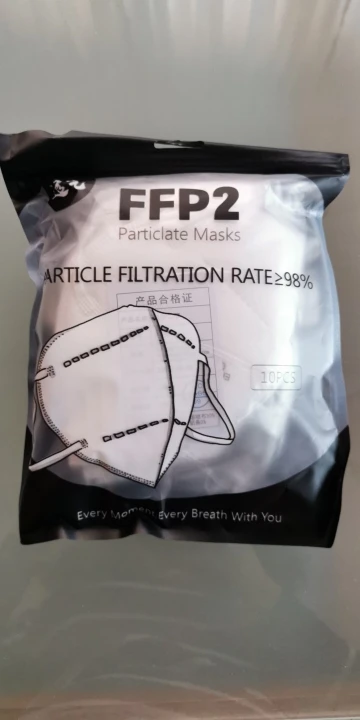 FFP2
Particlate Masks
ARTICLE FILTRATION RATE≥98%
产品合格证
10PCS
Every Moment Every Breath With You